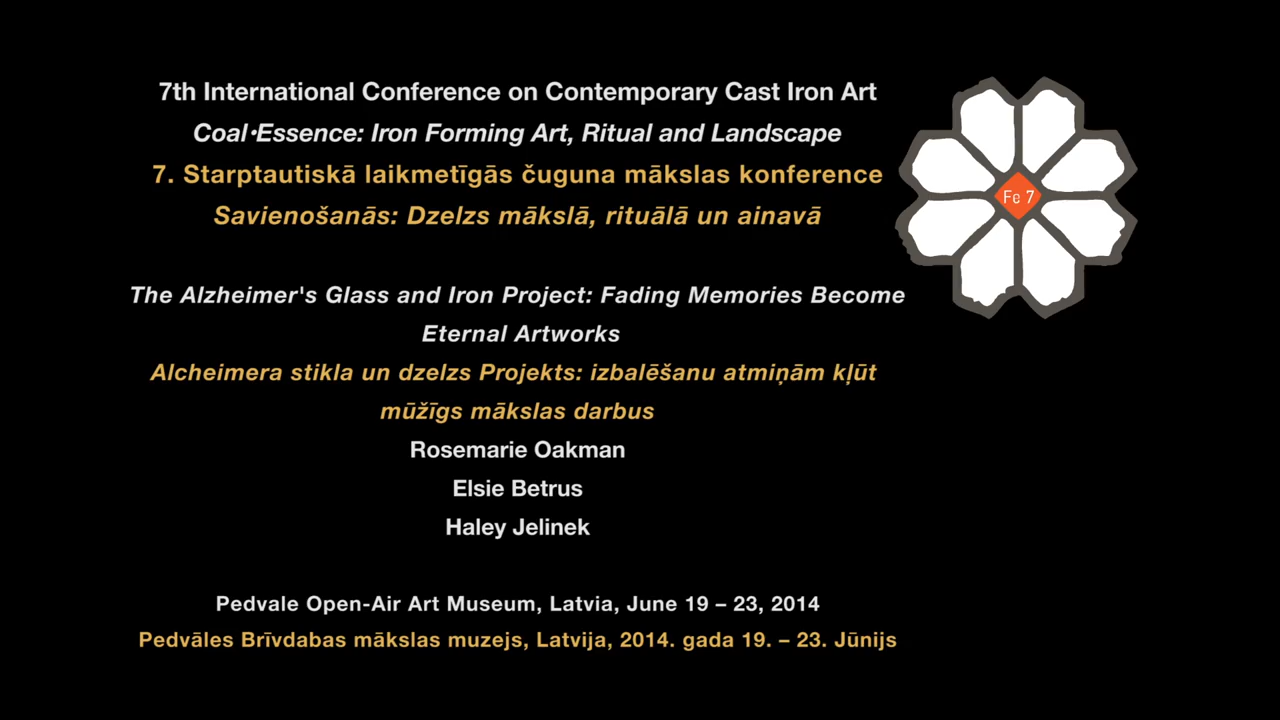 7th International Conference on Contemporary Cast Iron Art
Coal•Essence: Iron Forming Art, Ritual and Landscape
7. Starptautiskā laikmetīgās čuguna mākslas konference
Savienošanās: Dzelzs mākslā, rituālā un ainavā
Fe 7
The Alzheimer's Glass and Iron Project: Fading Memories Become
Eternal Artworks
Alcheimera stikla un dzelzs Projekts: izbalēšanu atmiņām kļūt
mūžīgs mākslas darbus
Rosemarie Oakman
Elsie Betrus
Haley Jelinek
Pedvale Open-Air Art Museum, Latvia, June 19 – 23, 2014
Pedvāles Brīvdabas mākslas muzejs, Latvija, 2014. gada 19. – 23. Jūnijs